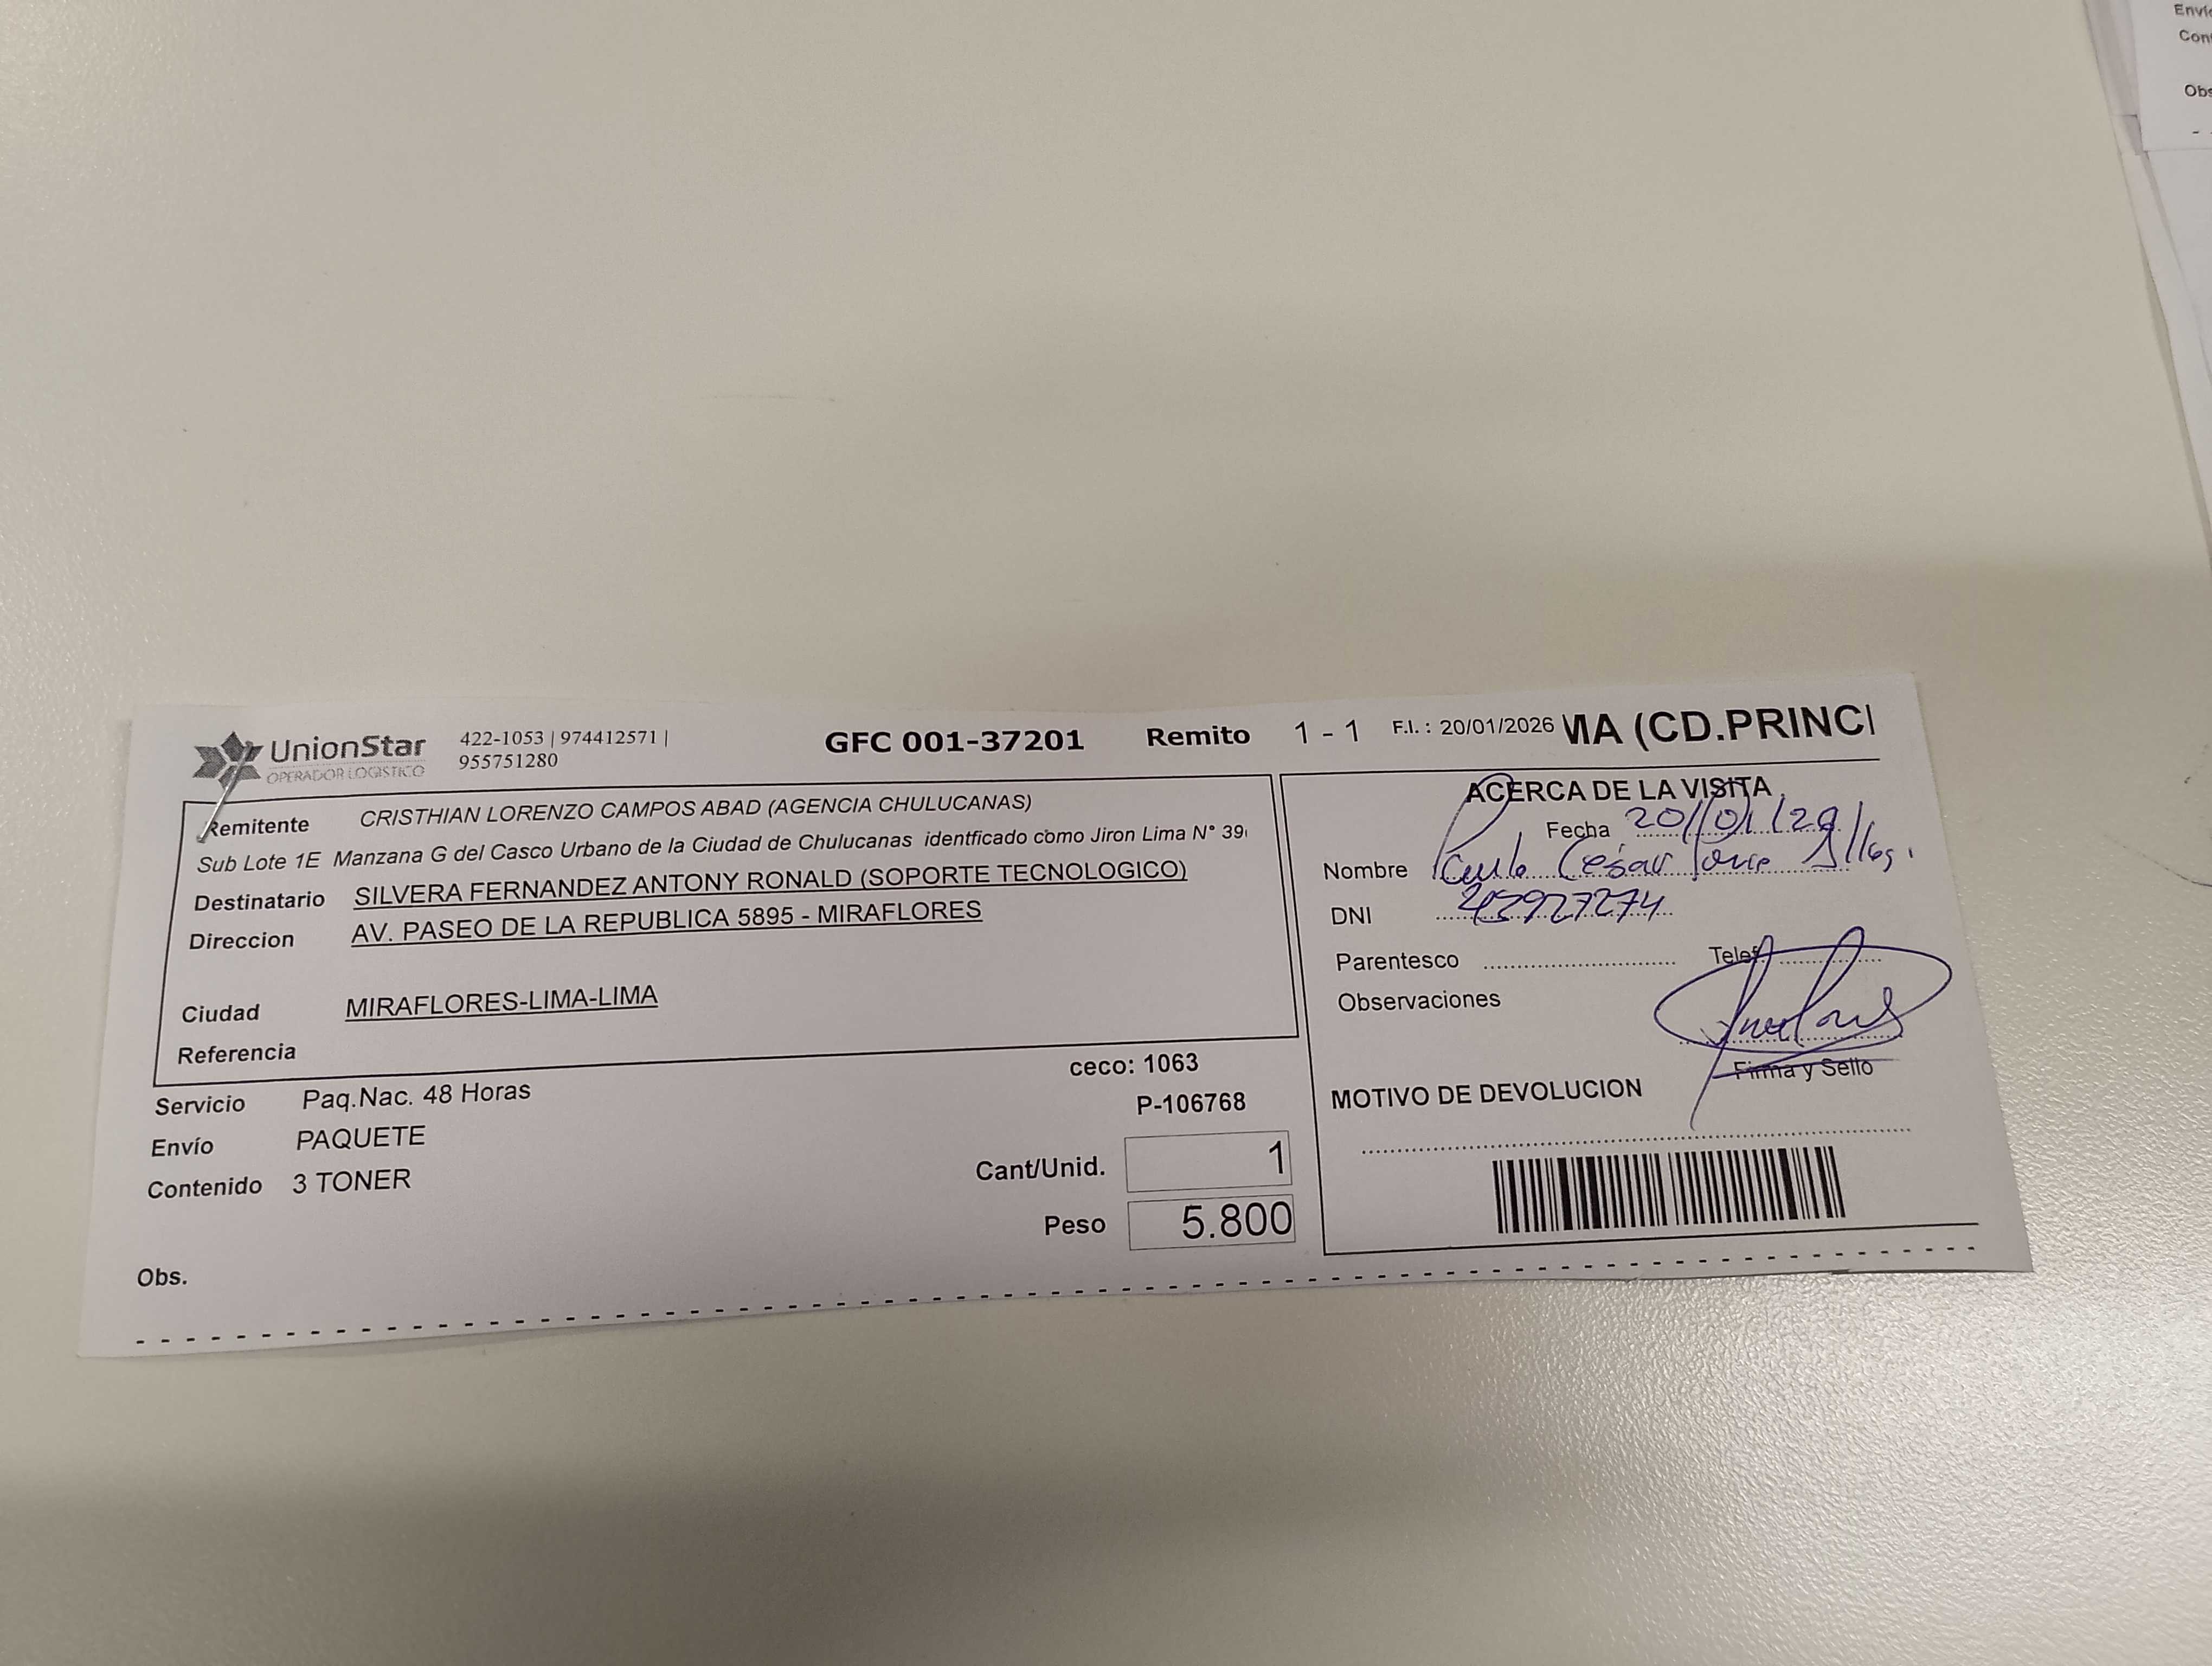 UnionStar
OPERADOR LOGISTICO
422-1053 | 974412571 |
955751280
GFC 001-37201 Remito 1 - 1 F.I. : 20/01/2026 MA (CD.PRINCI
Remitente CRISTHIAN LORENZO CAMPOS ABAD (AGENCIA CHULUCANAS)
Sub Lote 1E Manzana G del Casco Urbano de la Ciudad de Chulucanas identficado como Jiron Lima N° 39
Destinatario SILVERA FERNANDEZ ANTONY RONALD (SOPORTE TECNOLOGICO)
Direccion AV. PASEO DE LA REPUBLICA 5895 - MIRAFLORES
Ciudad MIRAFLORES-LIMA-LIMA
Referencia
ceco: 1063
Servicio Paq.Nac. 48 Horas
P-106768
Envío PAQUETE
Contenido 3 TONER
Cant/Unid. 1
Peso 5.800
Obs.
ACERCA DE LA VISITA
Fecha 20/01/
Nombre César
DNI
Parentesco Telef
Observaciones
Firma y Sello
MOTIVO DE DEVOLUCION
Enví
Con
Obs